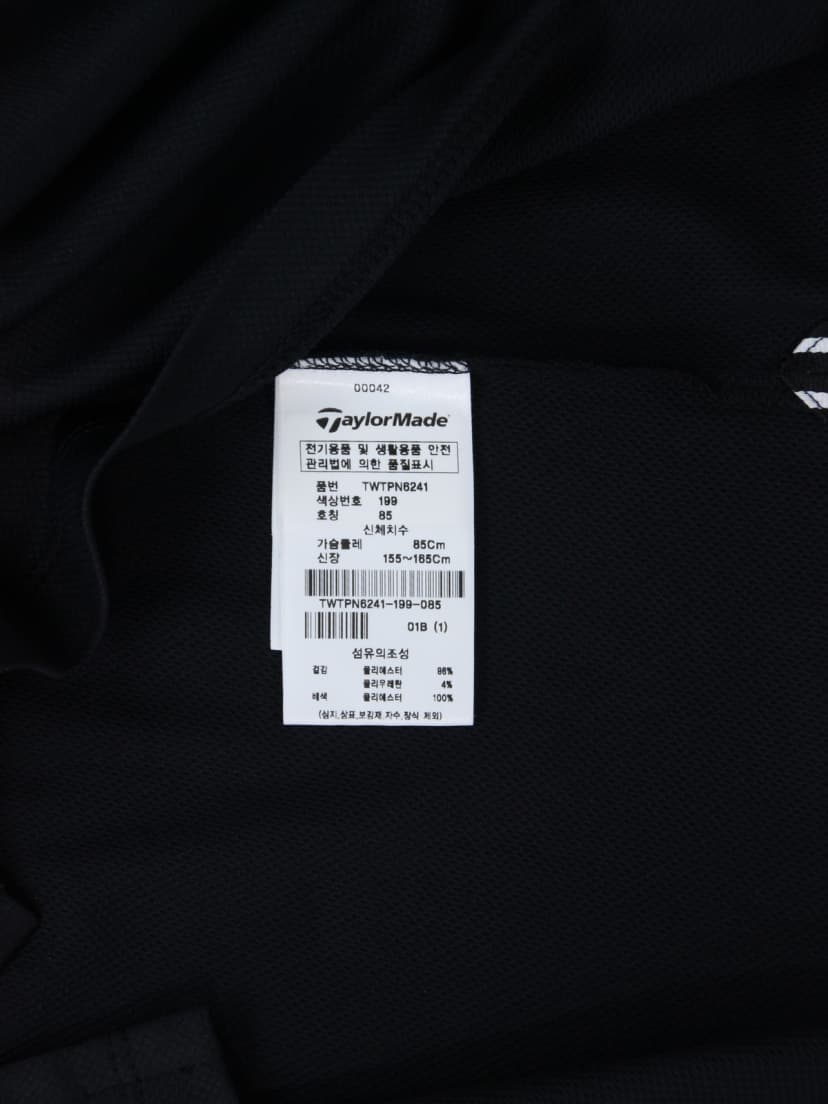 00042
TaylorMade
전기용품 및 생활용품 안전
관리법에 의한 품질표시
품번 TWTPN6241
색상번호 199
호칭 85
신체치수
가슴둘레 85Cm
신장 155~165Cm
TWTPN6241-199-085
01B (1)
섬유의조성
겉감 폴리에스터 96%
폴리우레탄 4%
배색 폴리에스터 100%
(심지,상표,보강재,자수,장식 제외)